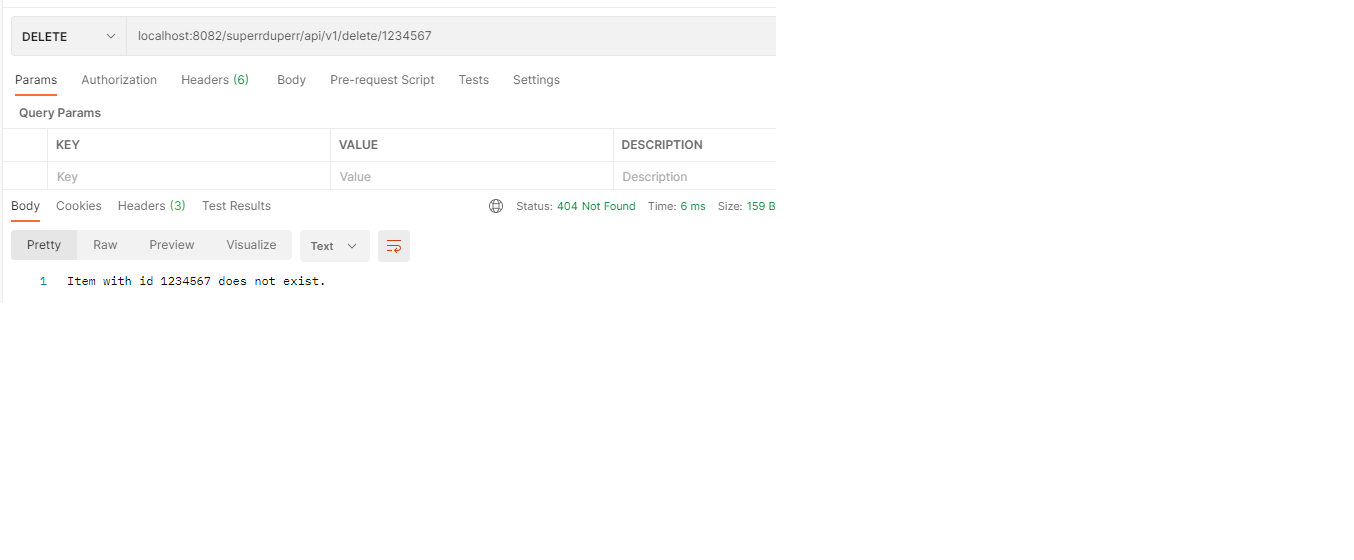 DELETE localhost:8082/superrduperr/api/v1/delete/1234567
Params Authorization Headers (6) Body Pre-request Script Tests Settings
Query Params
KEY VALUE DESCRIPTION
Key Value Description
Body Cookies Headers (3) Test Results Status: 404 Not Found Time: 6 ms Size: 159 B
Pretty Raw Preview Visualize Text
1 Item with id 1234567 does not exist.